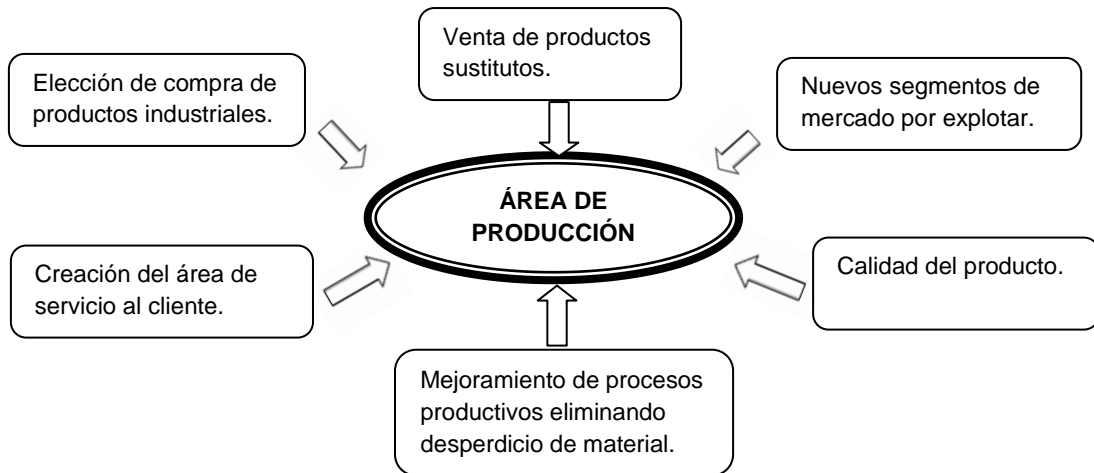 Venta de productos
sustitutos.
Elección de compra de
productos industriales.
Nuevos segmentos de
mercado por explotar.
ÁREA DE
PRODUCCIÓN
Creación del área de
servicio al cliente.
Calidad del producto.
Mejoramiento de procesos
productivos eliminando
desperdicio de material.